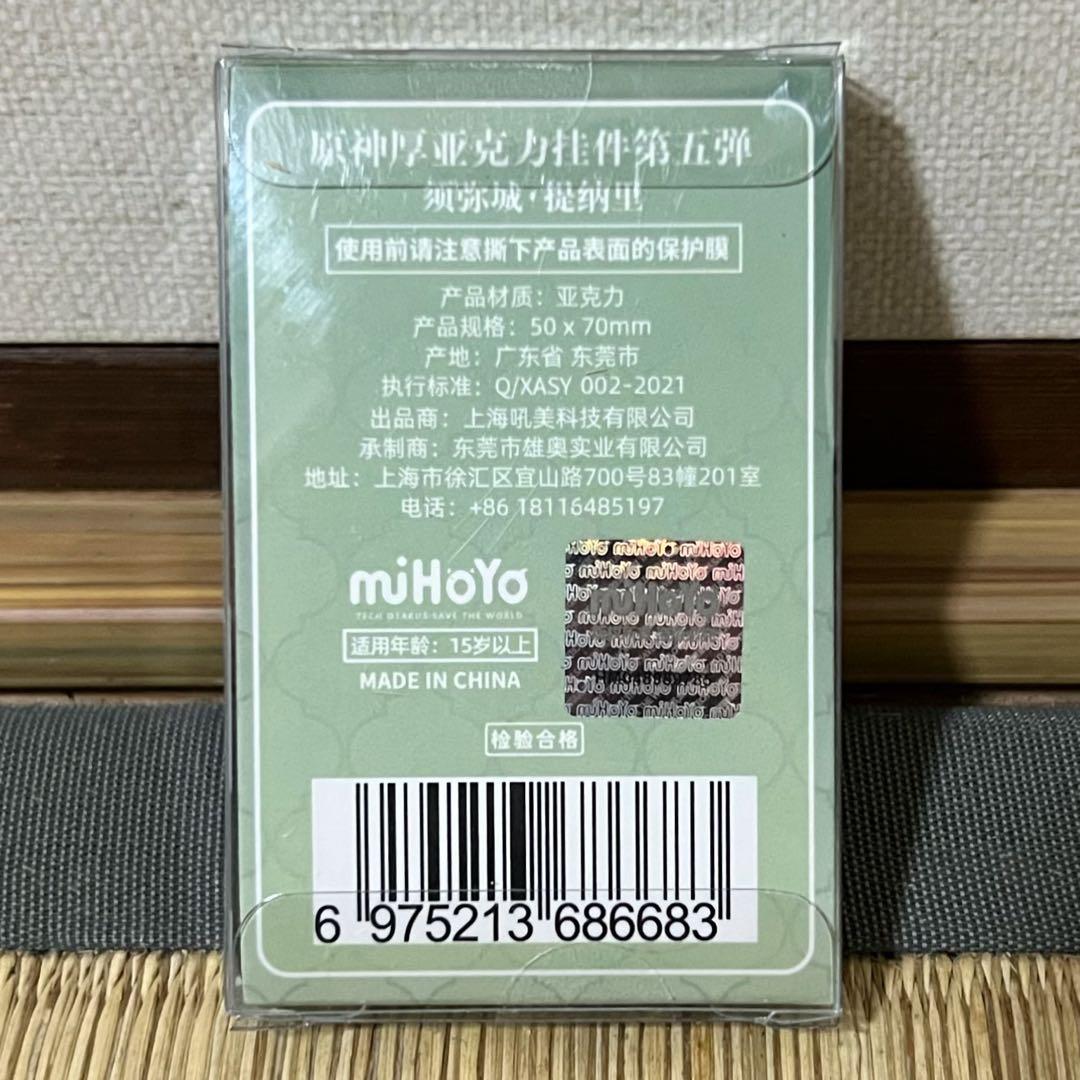 原神厚亚克力挂件第五弹
须弥城·提纳里
使用前请注意撕下产品表面的保护膜
产品材质：亚克力
产品规格：50 x 70mm
产地：广东省 东莞市
执行标准：Q/XASY 002-2021
出品商：上海吼美科技有限公司
承制商：东莞市雄奥实业有限公司
地址：上海市徐汇区宜山路700号83幢201室
电话：+86 18116485197
miHoYo
TECH OTAKUS SAVE THE WORLD
适用年龄：15岁以上
MADE IN CHINA
miHoYo
检验合格
6 975213 686683